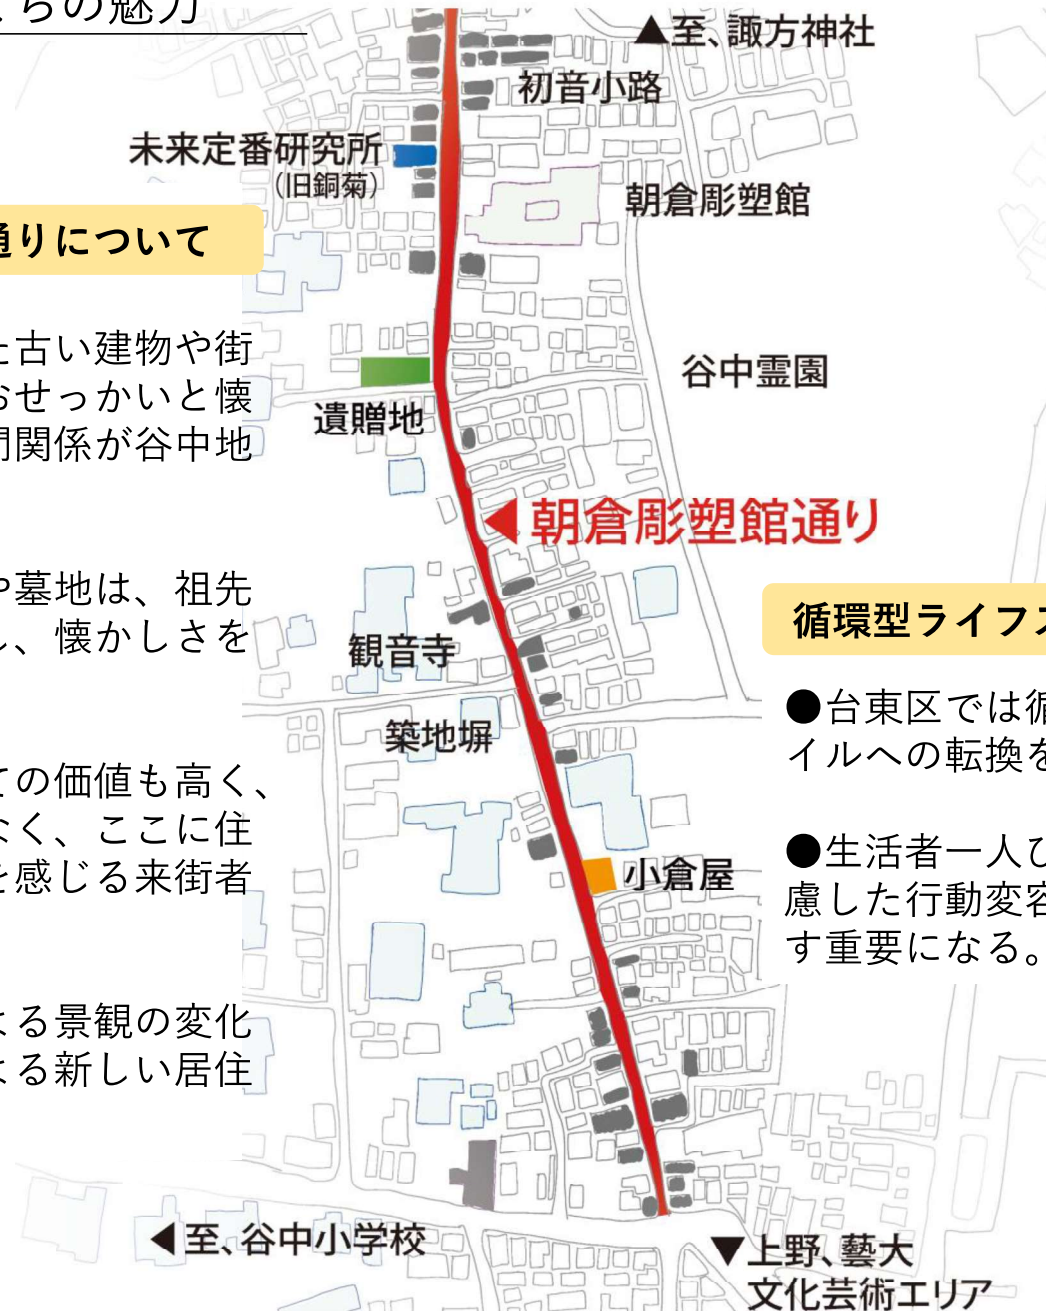 ちの魅力
▲至、諏方神社
初音小路
未来定番研究所
（旧銅菊）
朝倉彫塑館
通りについて
古い建物や街
おせっかいと懐
関係が谷中地
谷中霊園
遺贈地
◀朝倉彫塑館通り
や墓地は、祖先
、懐かしさを
観音寺
築地塀
ての価値も高く、
なく、ここに住
を感じる来街者
循環型ライフス
●台東区では循
イルへの転換を
●生活者一人ひ
慮した行動変容
す重要になる。
小倉屋
よる景観の変化
よる新しい居住
◀至、谷中小学校
▼上野、藝大
文化芸術エリア